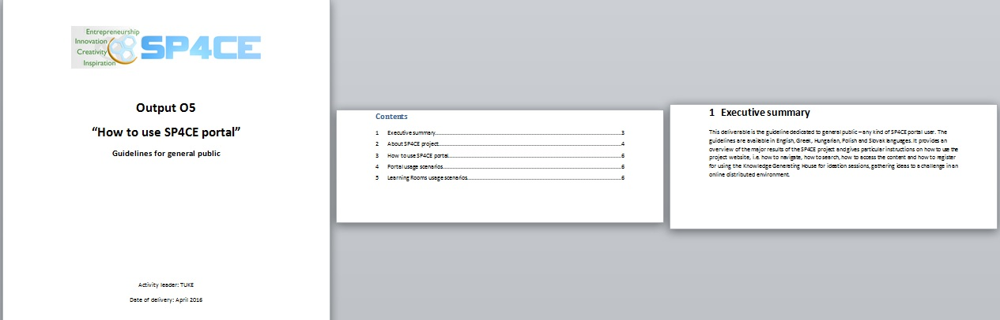 Entrepreneurship
Innovation
Creativity
Inspiration
SP4CE
Output O5
“How to use SP4CE portal”
Guidelines for general public
Activity leader: TUKE
Date of delivery: April 2016
Contents
1 Executive summary 3
2 About SP4CE project 4
3 How to use SP4CE portal 6
4 Portal usage scenarios 6
5 Learning Rooms usage scenarios 6
1 Executive summary
This deliverable is the guideline dedicated to general public – any kind of SP4CE portal user. The
guidelines are available in English, Greek, Hungarian, Polish and Slovak languages. It provides an
overview of the major results of the SP4CE project and gives particular instructions on how to use the
project website, i.e. how to navigate, how to search, how to access the content and how to register
for using the Knowledge Generating House for ideation sessions, gathering ideas to a challenge in an
online distributed environment.